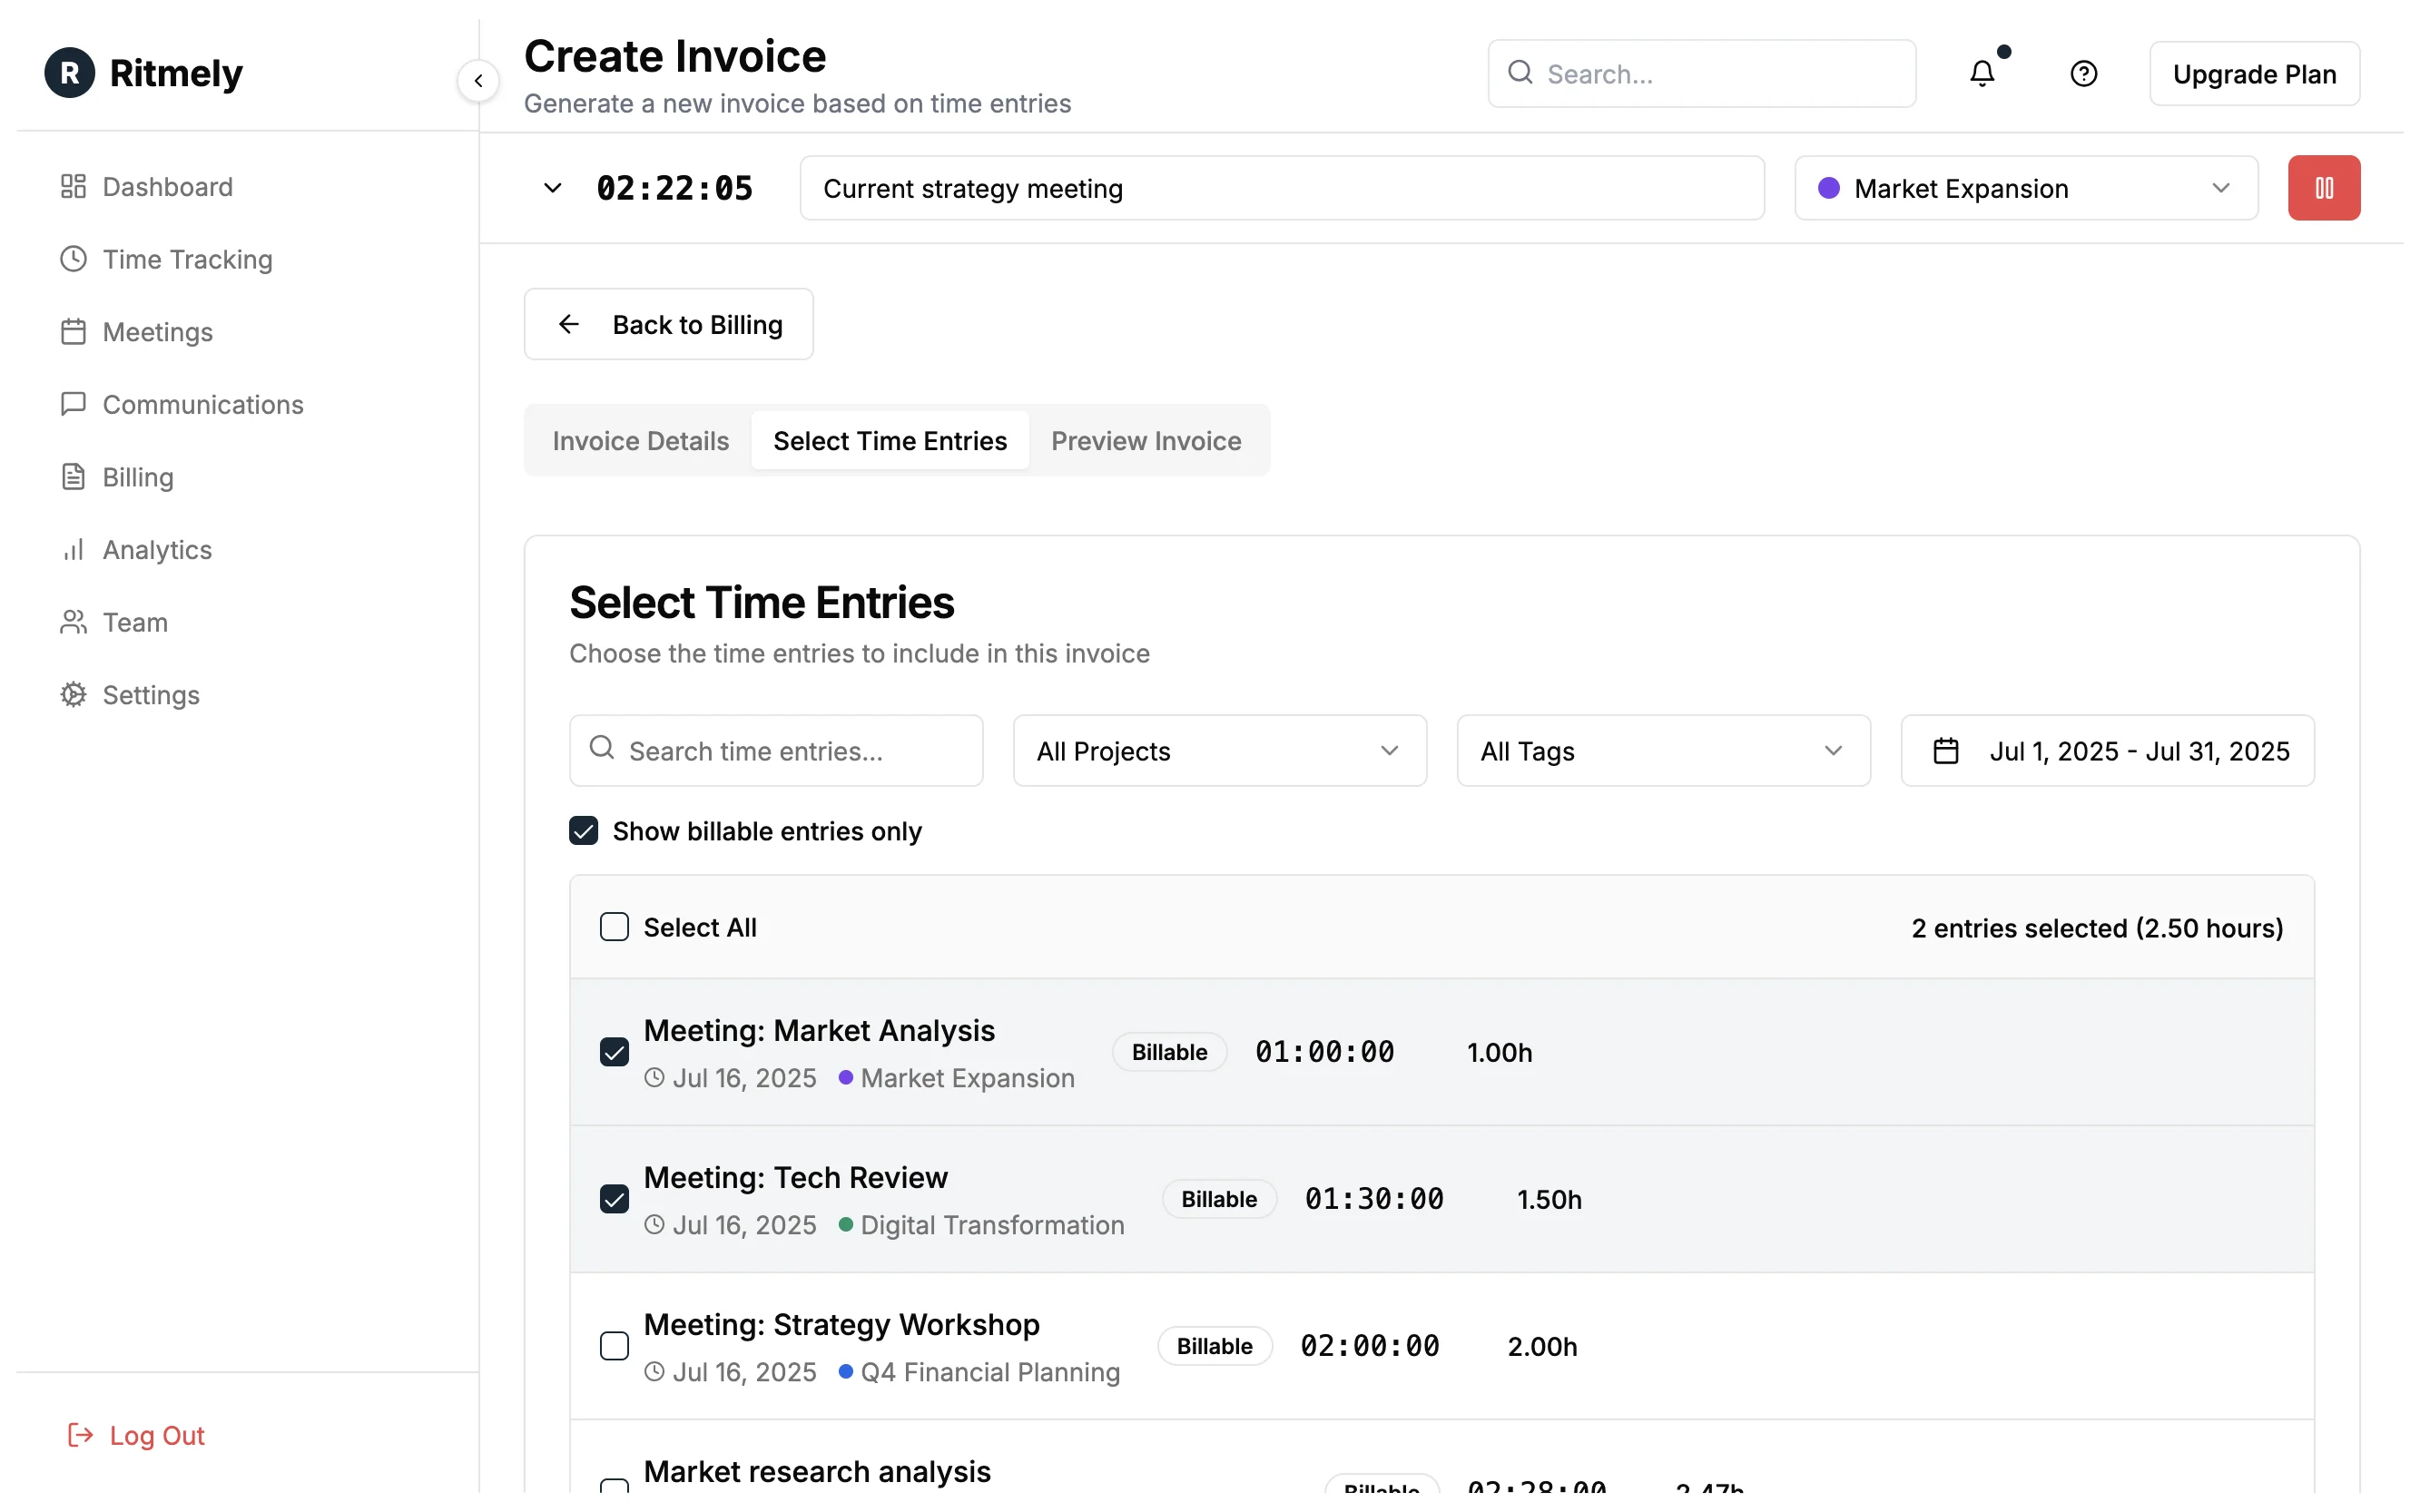 R Ritmely
Dashboard
Time Tracking
Meetings
Communications
Billing
Analytics
Team
Settings
Log Out
Create Invoice
Generate a new invoice based on time entries
Search...
Upgrade Plan
02:22:05 Current strategy meeting Market Expansion
Back to Billing
Invoice Details Select Time Entries Preview Invoice
Select Time Entries
Choose the time entries to include in this invoice
Search time entries... All Projects All Tags Jul 1, 2025 - Jul 31, 2025
Show billable entries only
Select All 2 entries selected (2.50 hours)
Meeting: Market Analysis
Jul 16, 2025 Market Expansion
Billable 01:00:00 1.00h
Meeting: Tech Review
Jul 16, 2025 Digital Transformation
Billable 01:30:00 1.50h
Meeting: Strategy Workshop
Jul 16, 2025 Q4 Financial Planning
Billable 02:00:00 2.00h
Market research analysis
Billable 02:28:00 2.47h